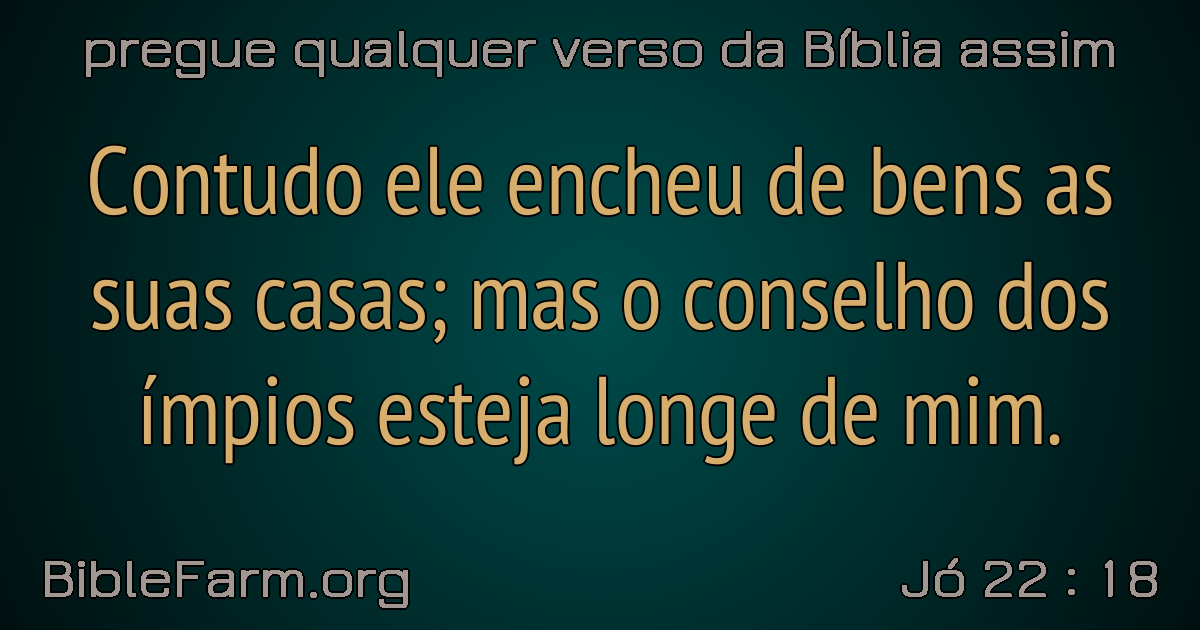 pregue qualquer verso da Bíblia assim
Contudo ele encheu de bens as
suas casas; mas o conselho dos
ímpios esteja longe de mim.
BibleFarm.org
Jó 22 : 18